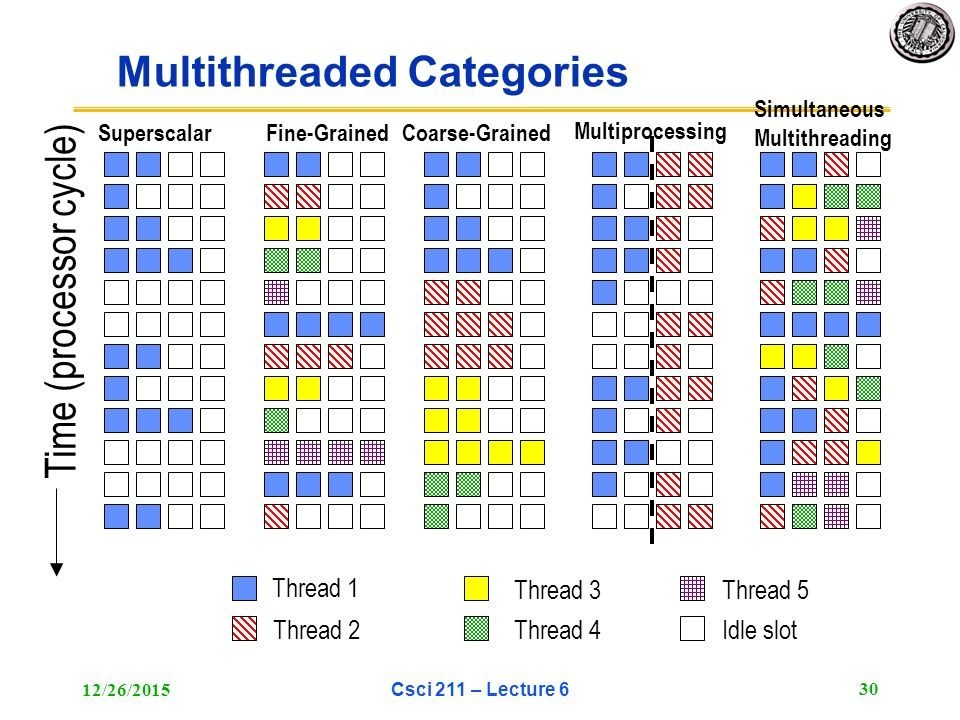 Multithreaded Categories
Simultaneous
Multithreading
Superscalar
Fine-Grained
Coarse-Grained
Multiprocessing
Time (processor cycle)
Thread 1
Thread 3
Thread 5
Thread 2
Thread 4
Idle slot
12/26/2015
Csci 211 – Lecture 6
30